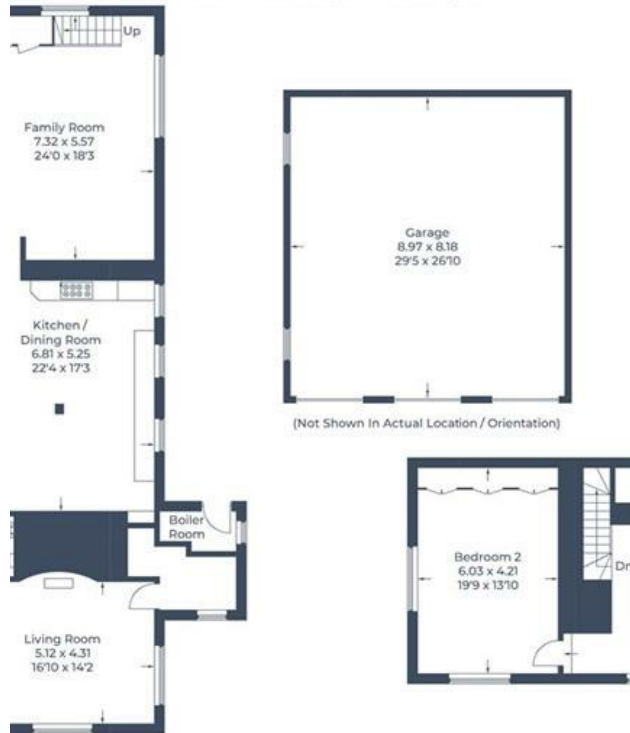 Up
Family Room
7.32 x 5.57
24'0 x 18'3
Garage
8.97 x 8.18
29'5 x 26'10
Kitchen /
Dining Room
6.81 x 5.25
22'4 x 17'3
(Not Shown In Actual Location / Orientation)
Boiler
Room
Bedroom 2
6.03 x 4.21
19'9 x 13'10
Living Room
5.12 x 4.31
16'10 x 14'2